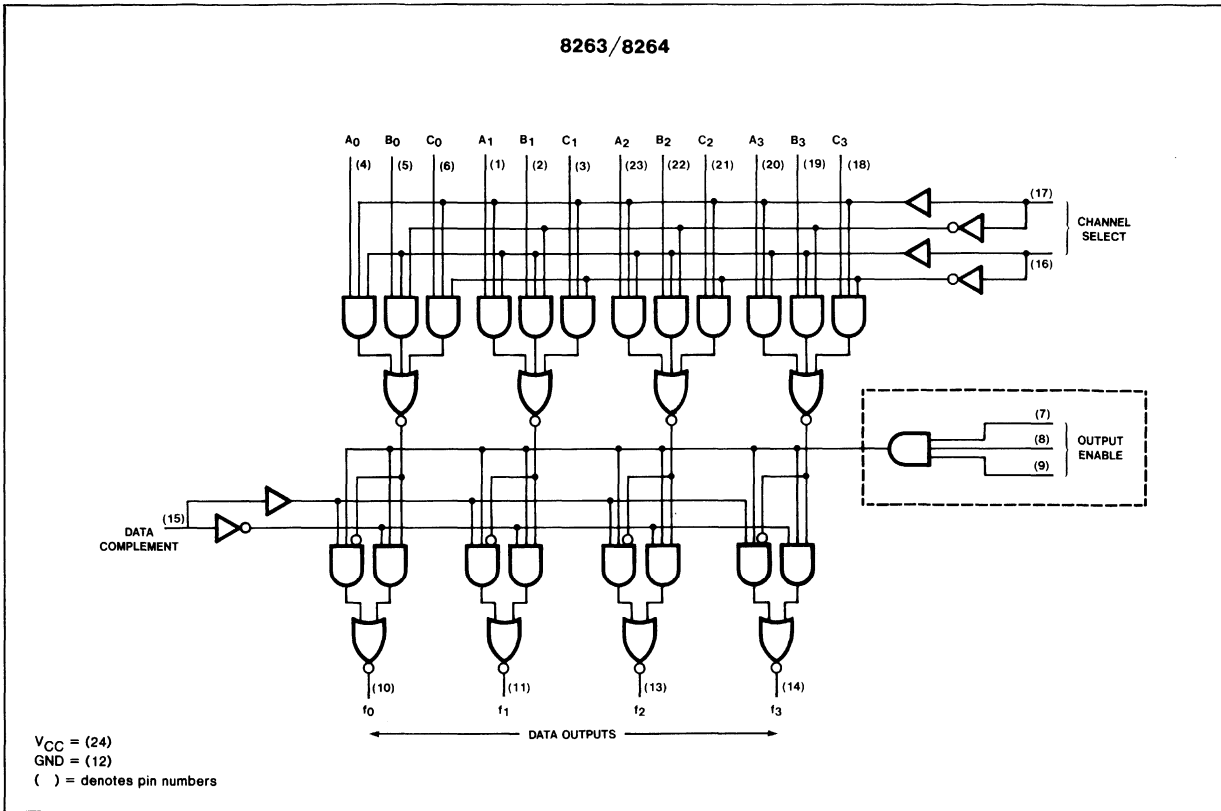 8263/8264
A0 B0 C0 A1 B1 C1 A2 B2 C2 A3 B3 C3
(4) (5) (6) (1) (2) (3) (23) (22) (21) (20) (19) (18)
(17)
CHANNEL
SELECT
(16)
(7)
(8)
OUTPUT
ENABLE
(9)
(15)
DATA
COMPLEMENT
(10) (11) (13) (14)
f0 f1 f2 f3
DATA OUTPUTS
VCC = (24)
GND = (12)
( ) = denotes pin numbers